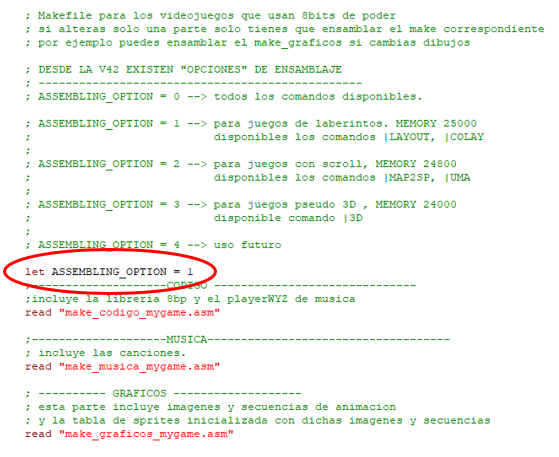 ; Makefile para los videojuegos que usan 8bits de poder
; si alteras solo una parte solo tienes que ensamblar el make correspondiente
; por ejemplo puedes ensamblar el make_graficos si cambias dibujos
; DESDE LA V42 EXISTEN "OPCIONES" DE ENSAMBLAJE
; ---------------------------------------------
; ASSEMBLING_OPTION = 0 --> todos los comandos disponibles.
; ASSEMBLING_OPTION = 1 --> para juegos de laberintos. MEMORY 25000
; disponibles los comandos |LAYOUT, |COLAY
;
; ASSEMBLING_OPTION = 2 --> para juegos con scroll, MEMORY 24800
; disponibles los comandos |MAP2SP, |UMA
;
; ASSEMBLING_OPTION = 3 --> para juegos pseudo 3D , MEMORY 24000
; disponible comando |3D
;
; ASSEMBLING_OPTION = 4 --> uso futuro
let ASSEMBLING_OPTION = 1
;-------------------CODIGO -----------------------------
;incluye la libreria 8bp y el playerWYZ de musica
read "make_codigo_mygame.asm"
;-------------------MUSICA-----------------------------------
; incluye las canciones.
read "make_musica_mygame.asm"
; ---------- GRAFICOS -------------------
; esta parte incluye imagenes y secuencias de animacion
; y la tabla de sprites inicializada con dichas imagenes y secuencias
read "make_graficos_mygame.asm"